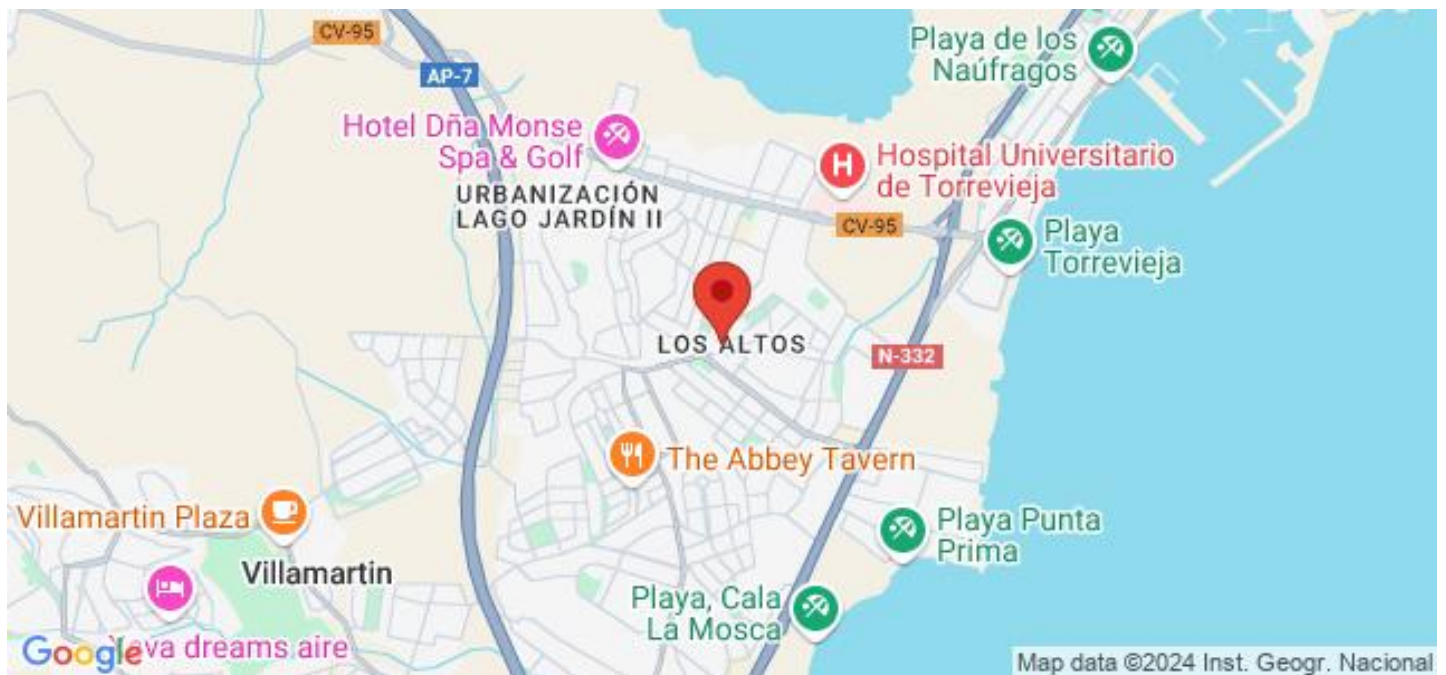 CV-95
AP-7
Playa de los
Naúfragos
Hotel Dña Monse
Spa & Golf
H
Hospital Universitario
de Torrevieja
URBANIZACIÓN
LAGO JARDÍN II
CV-95
Playa
Torrevieja
LOS ALTOS
N-332
The Abbey Tavern
Villamartin Plaza
Playa Punta
Prima
Villamartin
Playa, Cala
La Mosca
dreams aire
Google
Map data ©2024 Inst. Geogr. Nacional